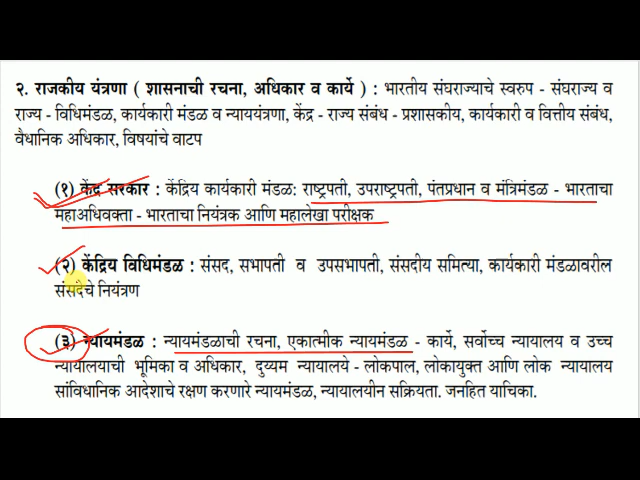 २. राजकीय यंत्रणा ( शासनाची रचना, अधिकार व कार्ये ) : भारतीय संघराज्याचे स्वरुप - संघराज्य व
राज्य - विधिमंडळ, कार्यकारी मंडळ व न्याययंत्रणा, केंद्र - राज्य संबंध - प्रशासकीय, कार्यकारी व वित्तीय संबंध,
वैधानिक अधिकार, विषयांचे वाटप
(१) केंद्र सरकार : केंद्रिय कार्यकारी मंडळ: राष्ट्रपती, उपराष्ट्रपती, पंतप्रधान व मंत्रिमंडळ - भारताचा
महाअधिवक्ता - भारताचा नियंत्रक आणि महालेखा परीक्षक
(२) केंद्रिय विधिमंडळ : संसद, सभापती व उपसभापती, संसदीय समित्या, कार्यकारी मंडळावरील
संसदेचे नियंत्रण
(३) न्यायमंडळ : न्यायमंडळाची रचना, एकात्मीक न्यायमंडळ - कार्ये, सर्वोच्च न्यायालय व उच्च
न्यायालयाची भूमिका व अधिकार, दुय्यम न्यायालये - लोकपाल, लोकायुक्त आणि लोक न्यायालय
सांविधानिक आदेशाचे रक्षण करणारे न्यायमंडळ, न्यायालयीन सक्रियता. जनहित याचिका.